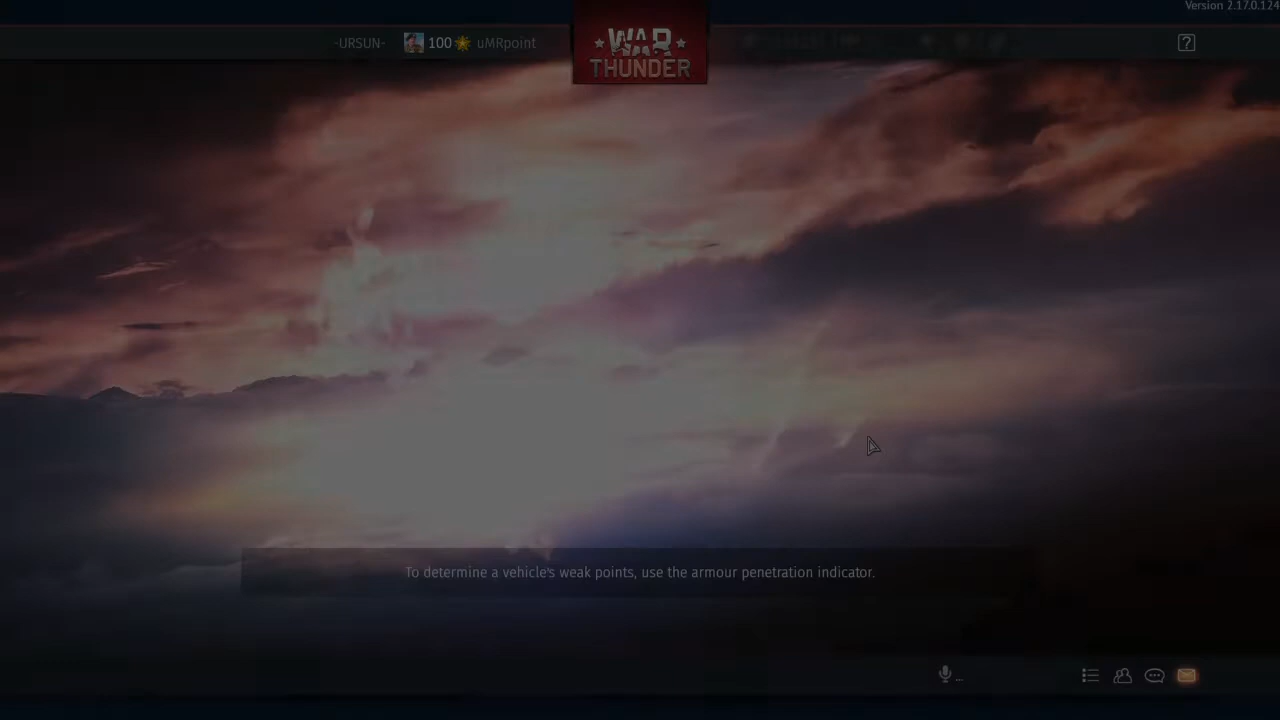 Version 2.17.0.124
-URSUN- 100 uMRpoint
WAR
THUNDER
To determine a vehicle's weak points, use the armour penetration indicator.